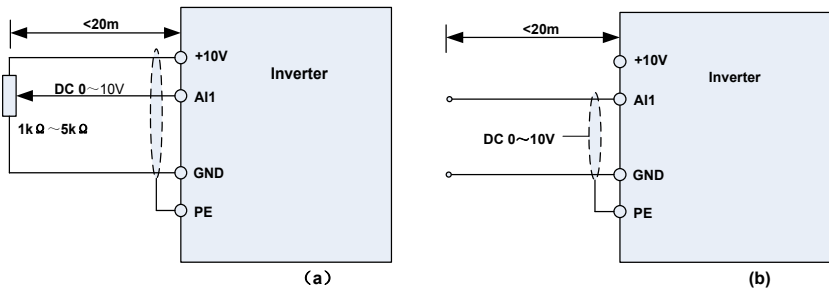 <20m
+10V
Inverter
DC 0～10V
AI1
1kΩ～5kΩ
GND
PE
（a）
<20m
+10V
Inverter
AI1
DC 0～10V
GND
PE
(b)